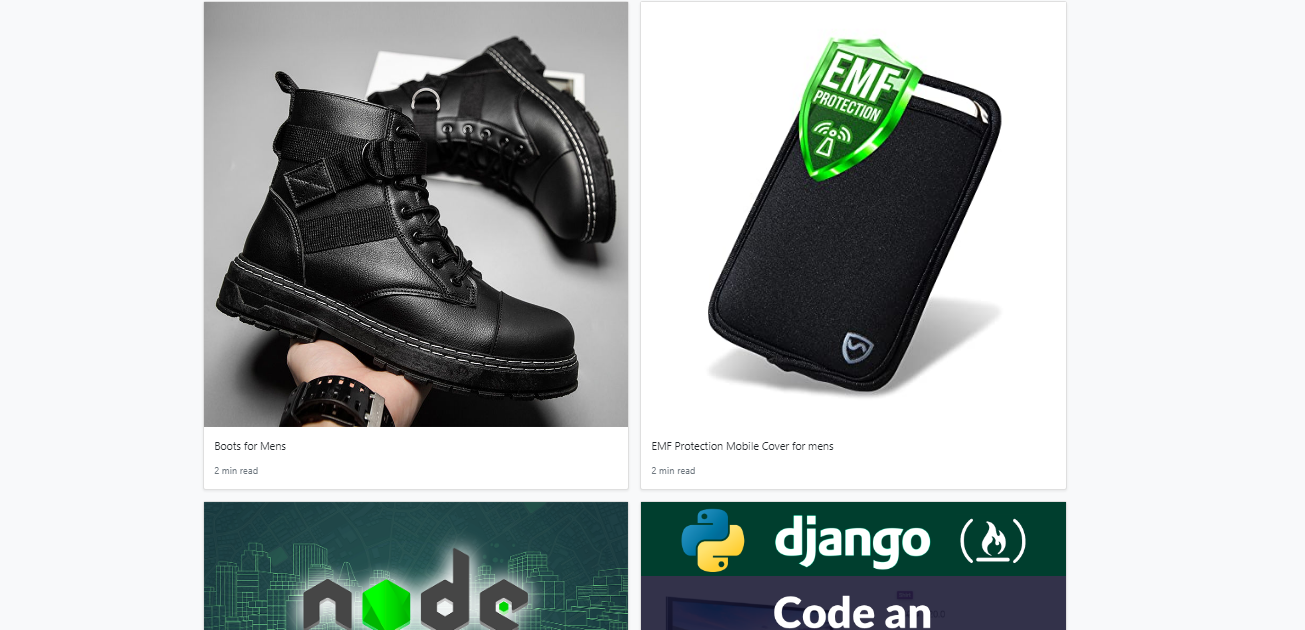 EMF
PROTECTION
Boots for Mens
2 min read
EMF Protection Mobile Cover for mens
2 min read
node
django
Code an